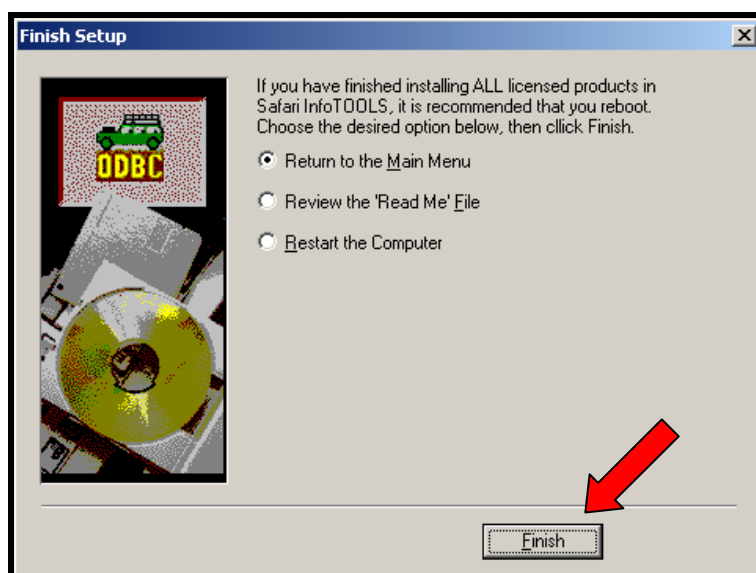 Finish Setup
ODBC
If you have finished installing ALL licensed products in
Safari InfoTOOLS, it is recommended that you reboot.
Choose the desired option below, then cllick Finish.
Return to the Main Menu
Review the 'Read Me' File
Restart the Computer
Finish